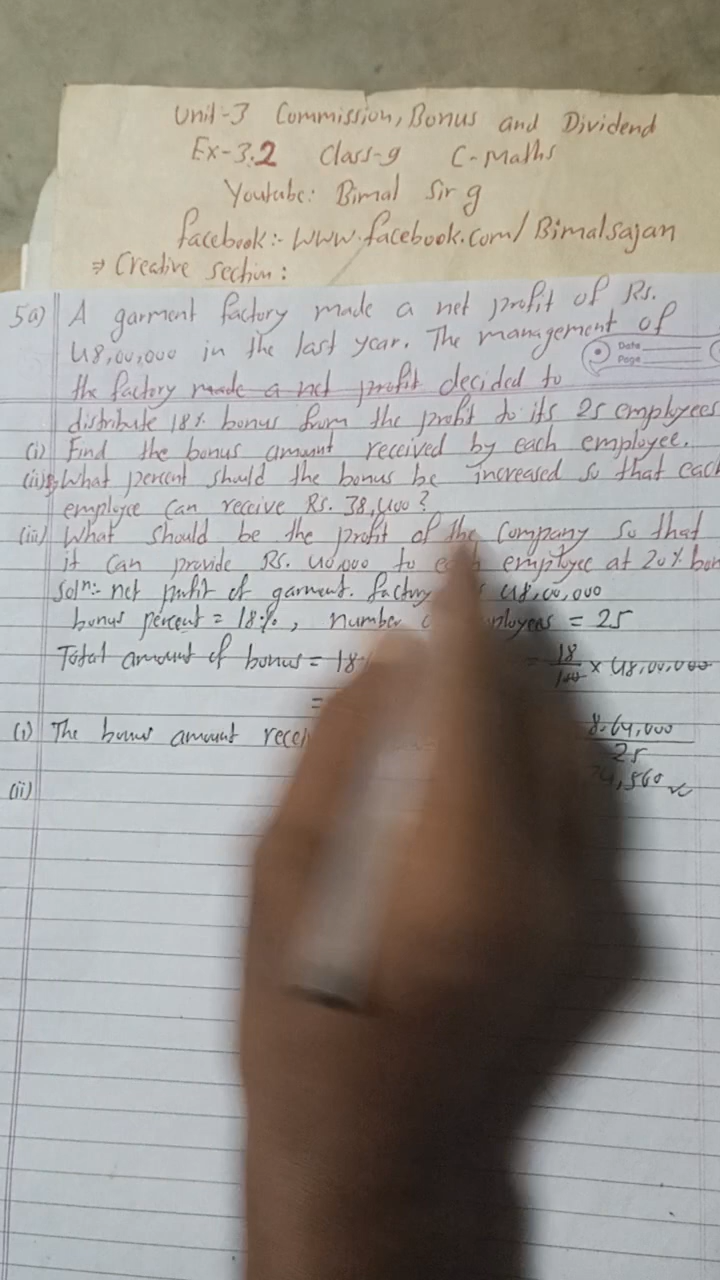 Unit-3 Commission, Bonus and Dividend
Ex-3.2 Class-9 C-Maths
Youtube: Bimal Sir g
facebook:- www.facebook.com/Bimalsajan
⇒ Creative section:
5a) A garment factory made a net profit of Rs.
48,00,000 in the last year. The management of
Date
Page
the factory made a net profit decided to
distribute 18% bonus from the profit to its 25 employees
(i) Find the bonus amount received by each employee.
(ii) What percent should the bonus be increased so that each
employee can receive Rs. 38,400?
(iii) What should be the profit of the company so that
it can provide Rs. 40,000 to each employee at 20% bon
Soln:- net profit of garment. factory 48,00,000
bonus percent = 18%, number employees = 25
Total amount of bonus = 18 = 18/100 × 48,00,000
=
(i) The bonus amount 8,64,000
25
34,560
(ii)